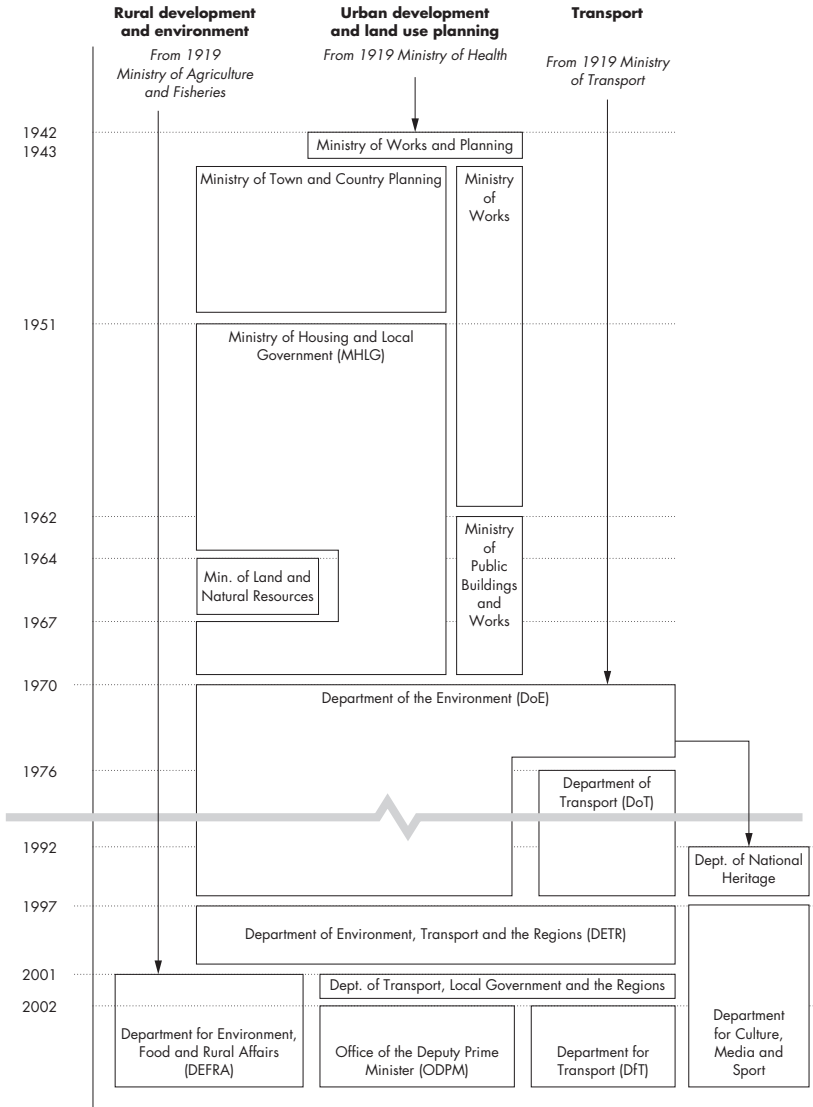 Rural development
and environment
From 1919
Ministry of Agriculture
and Fisheries
Urban development
and land use planning
From 1919 Ministry of Health
Transport
From 1919 Ministry
of Transport
1942
1943
Ministry of Works and Planning
Ministry of Town and Country Planning
Ministry
of
Works
1951
Ministry of Housing and Local
Government (MHLG)
1962
Ministry
of
Public
Buildings
and
Works
1964
Min. of Land and
Natural Resources
1967
1970
Department of the Environment (DoE)
1976
Department of
Transport (DoT)
1992
Dept. of National
Heritage
1997
Department of Environment, Transport and the Regions (DETR)
2001
Dept. of Transport, Local Government and the Regions
2002
Department for Environment,
Food and Rural Affairs
(DEFRA)
Office of the Deputy Prime
Minister (ODPM)
Department for
Transport (DfT)
Department
for Culture,
Media and
Sport